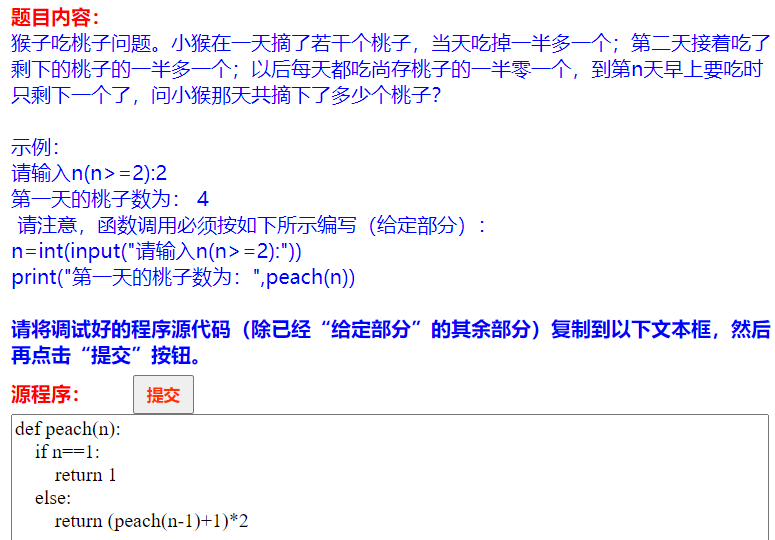 题目内容：
猴子吃桃子问题。小猴在一天摘了若干个桃子，当天吃掉一半多一个；第二天接着吃了
剩下的桃子的一半多一个；以后每天都吃尚存桃子的一半零一个，到第n天早上要吃时
只剩下一个了，问小猴那天共摘下了多少个桃子？
示例：
请输入n(n>=2):2
第一天的桃子数为： 4
请注意，函数调用必须按如下所示编写（给定部分）：
n=int(input("请输入n(n>=2):"))
print("第一天的桃子数为：",peach(n))
请将调试好的程序源代码（除已经“给定部分”的其余部分）复制到以下文本框，然后
再点击“提交”按钮。
源程序： 提交
def peach(n):
    if n==1:
        return 1
    else:
        return (peach(n-1)+1)*2